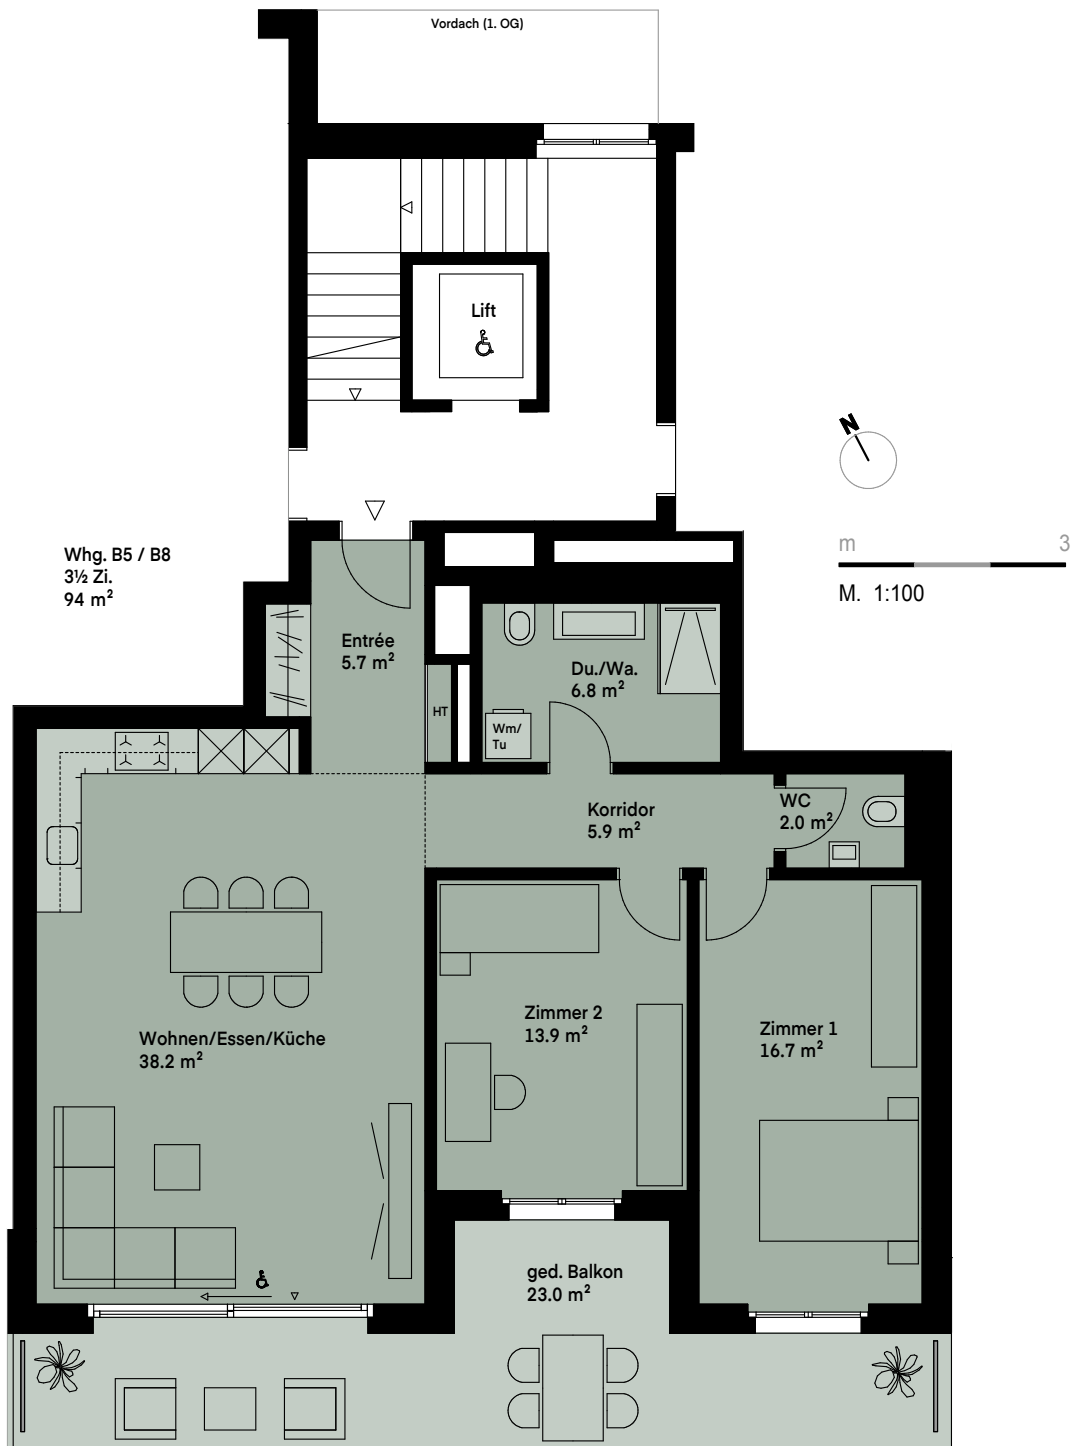 Vordach (1. OG)
Lift
N
m 3
M. 1:100
Whg. B5 / B8
3½ Zi.
94 m²
Entrée
5.7 m²
Du./Wa.
6.8 m²
HT
Wm/
Tu
Korridor
5.9 m²
WC
2.0 m²
Zimmer 2
13.9 m²
Zimmer 1
16.7 m²
Wohnen/Essen/Küche
38.2 m²
ged. Balkon
23.0 m²